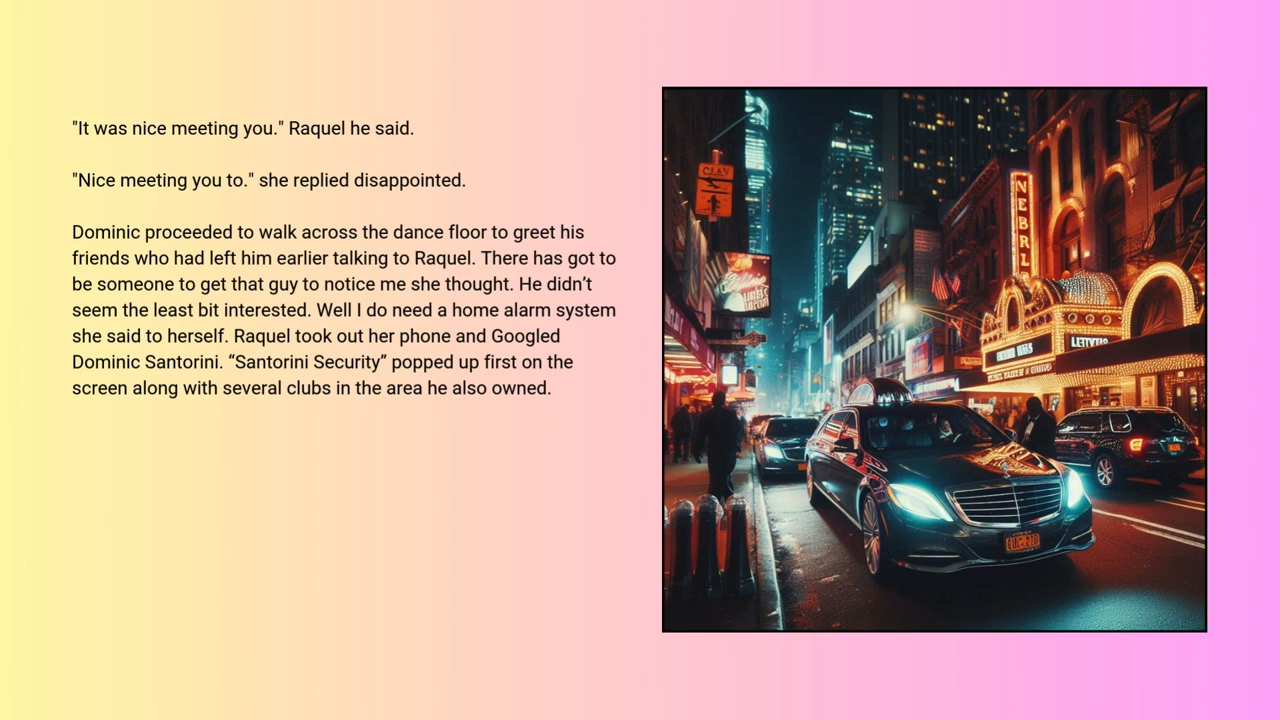 "It was nice meeting you." Raquel he said.
"Nice meeting you to." she replied disappointed.
Dominic proceeded to walk across the dance floor to greet his
friends who had left him earlier talking to Raquel. There has got to
be someone to get that guy to notice me she thought. He didn’t
seem the least bit interested. Well I do need a home alarm system
she said to herself. Raquel took out her phone and Googled
Dominic Santorini. “Santorini Security” popped up first on the
screen along with several clubs in the area he also owned.
NEBRL